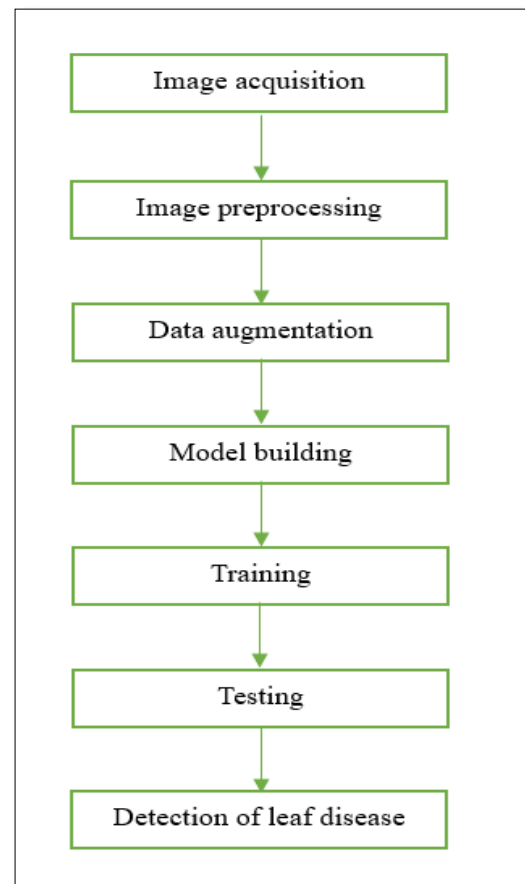 Image acquisition
Image preprocessing
Data augmentation
Model building
Training
Testing
Detection of leaf disease